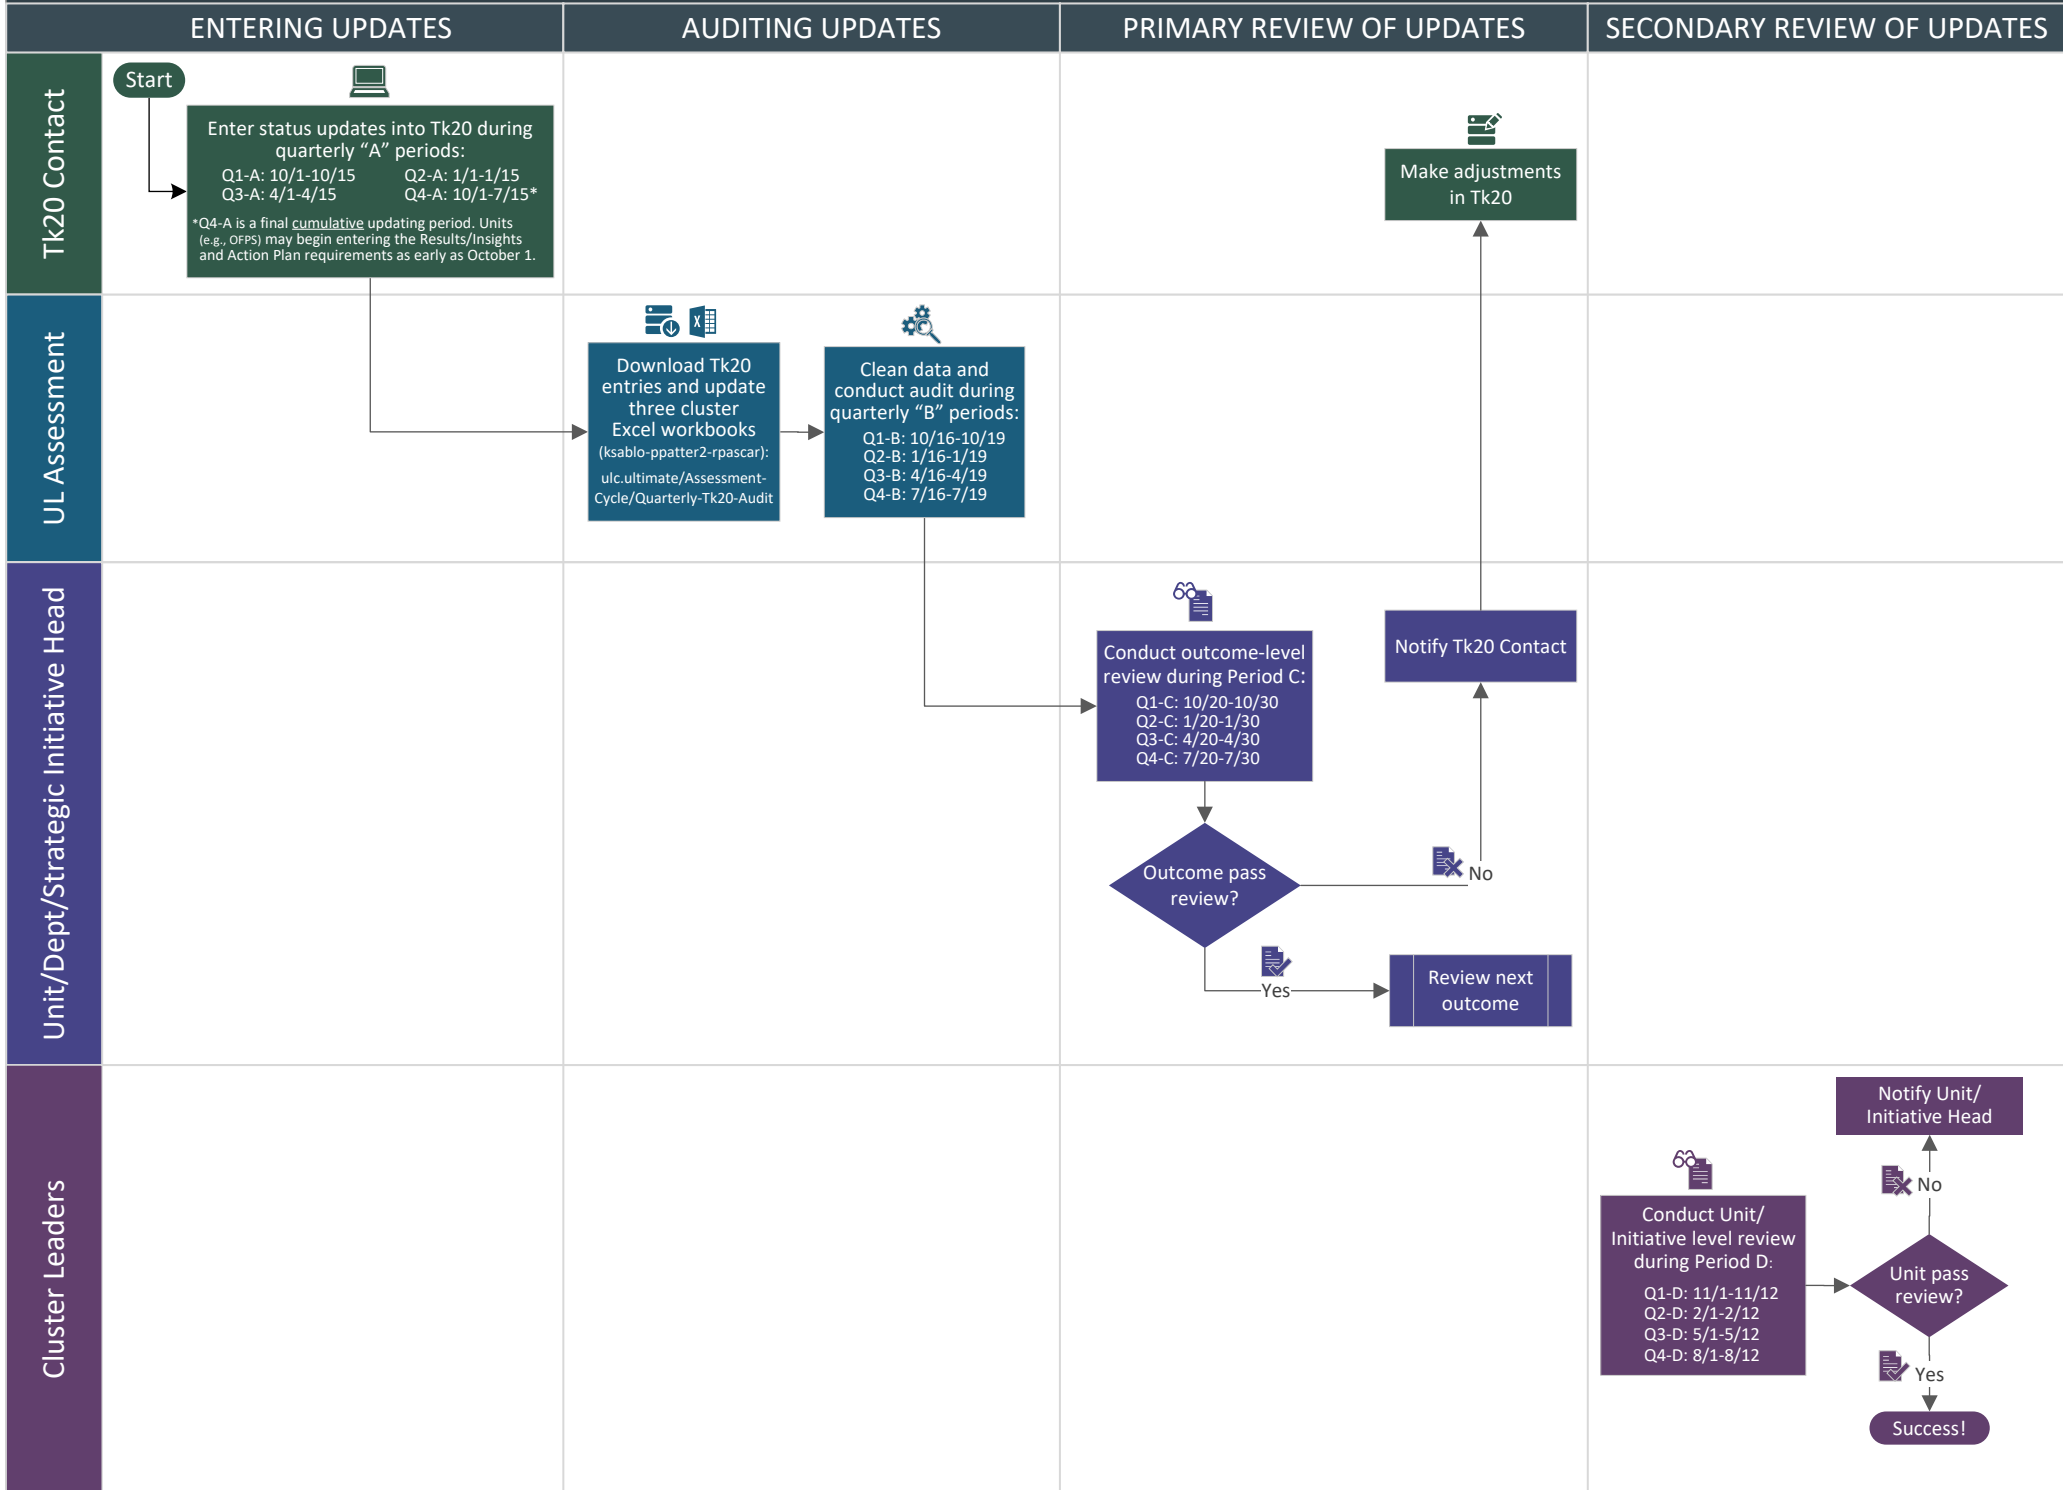 ENTERING UPDATES
AUDITING UPDATES
PRIMARY REVIEW OF UPDATES
SECONDARY REVIEW OF UPDATES
Tk20 Contact
Start
Enter status updates into Tk20 during
quarterly “A” periods:
Q1-A: 10/1-10/15
Q2-A: 1/1-1/15
Q3-A: 4/1-4/15
Q4-A: 10/1-7/15*
*Q4-A is a final cumulative updating period. Units
(e.g., OFPS) may begin entering the Results/Insights
and Action Plan requirements as early as October 1.
Make adjustments
in Tk20
UL Assessment
Download Tk20
entries and update
three cluster
Excel workbooks
(ksablo-ppatter2-rpascar):
ulc.ultimate/Assessment-
Cycle/Quarterly-Tk20-Audit
Clean data and
conduct audit during
quarterly “B” periods:
Q1-B: 10/16-10/19
Q2-B: 1/16-1/19
Q3-B: 4/16-4/19
Q4-B: 7/16-7/19
Unit/Dept/Strategic Initiative Head
Conduct outcome-level
review during Period C:
Q1-C: 10/20-10/30
Q2-C: 1/20-1/30
Q3-C: 4/20-4/30
Q4-C: 7/20-7/30
Notify Tk20 Contact
Outcome pass
review?
No
Yes
Review next
outcome
Cluster Leaders
Conduct Unit/
Initiative level review
during Period D:
Q1-D: 11/1-11/12
Q2-D: 2/1-2/12
Q3-D: 5/1-5/12
Q4-D: 8/1-8/12
Notify Unit/
Initiative Head
No
Unit pass
review?
Yes
Success!